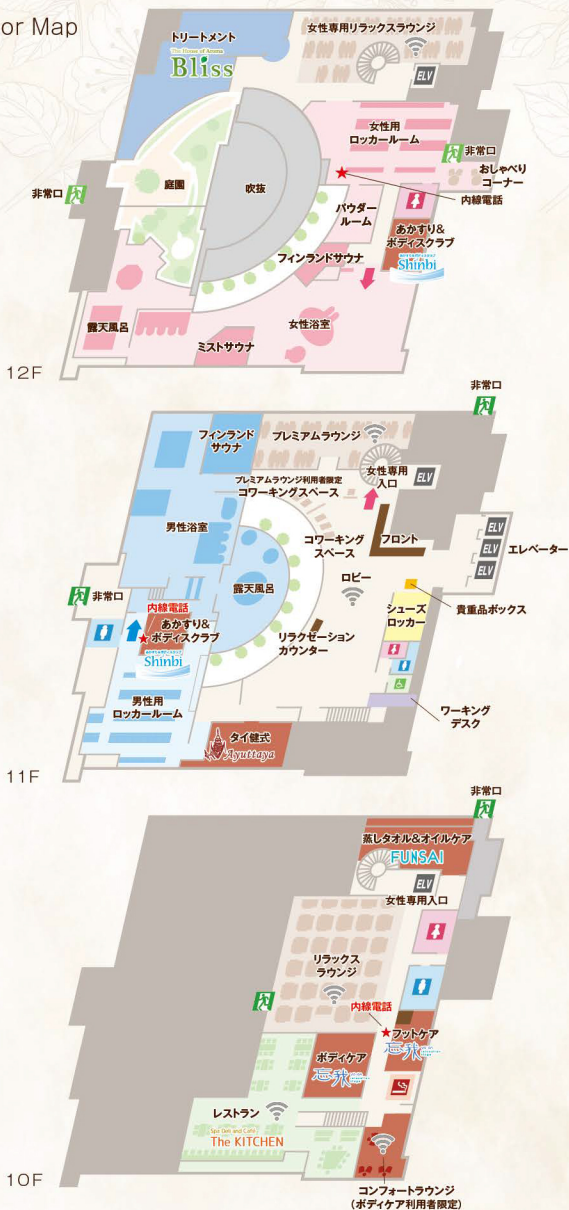 or Map
トリートメント
The House of Aroma
Bliss
女性専用リラックスラウンジ
ELV
女性用
ロッカールーム
非常口
おしゃべり
コーナー
内線電話
非常口
庭園
吹抜
パウダー
ルーム
あかすり&
ボディスクラブ
Shinbi
フィンランドサウナ
露天風呂
女性浴室
ミストサウナ
12F
非常口
フィンランド
サウナ
プレミアムラウンジ
女性専用
入口
ELV
プレミアムラウンジ利用者限定
コワーキングスペース
男性浴室
コワーキング
スペース
フロント
ELV
ELV
ELV
エレベーター
ロビー
露天風呂
非常口
貴重品ボックス
内線電話
あかすり&
ボディスクラブ
Shinbi
シューズ
ロッカー
リラクゼーション
カウンター
男性用
ロッカールーム
ワーキング
デスク
タイ健式
Ayuttaya
11F
非常口
蒸しタオル&オイルケア
FUNSAI
ELV
女性専用入口
リラックス
ラウンジ
内線電話
フットケア
忘我
ボディケア
忘我
レストラン
Spa Deli and Cafe
The KITCHEN
10F
コンフォートラウンジ
(ボディケア利用者限定)